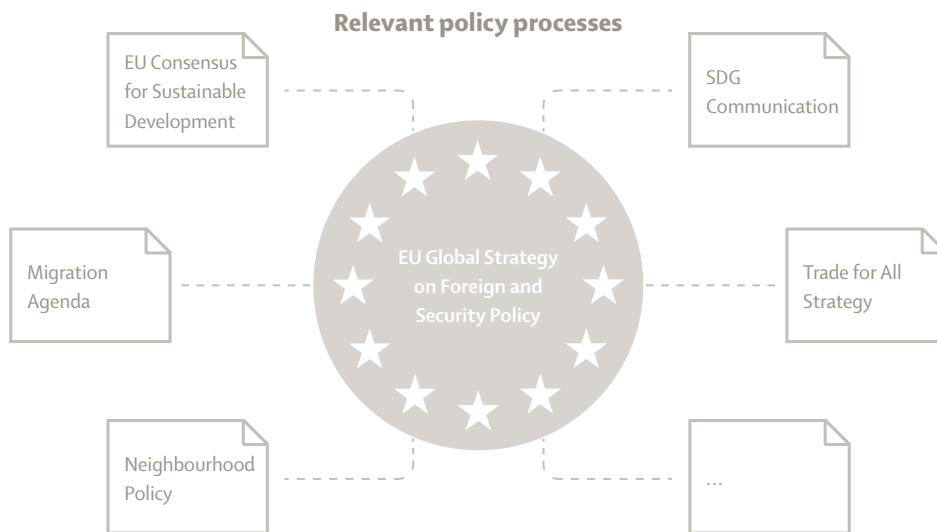 Relevant policy processes
EU Consensus
for Sustainable
Development
SDG
Communication
Migration
Agenda
EU Global Strategy
on Foreign and
Security Policy
Trade for All
Strategy
Neighbourhood
Policy
...